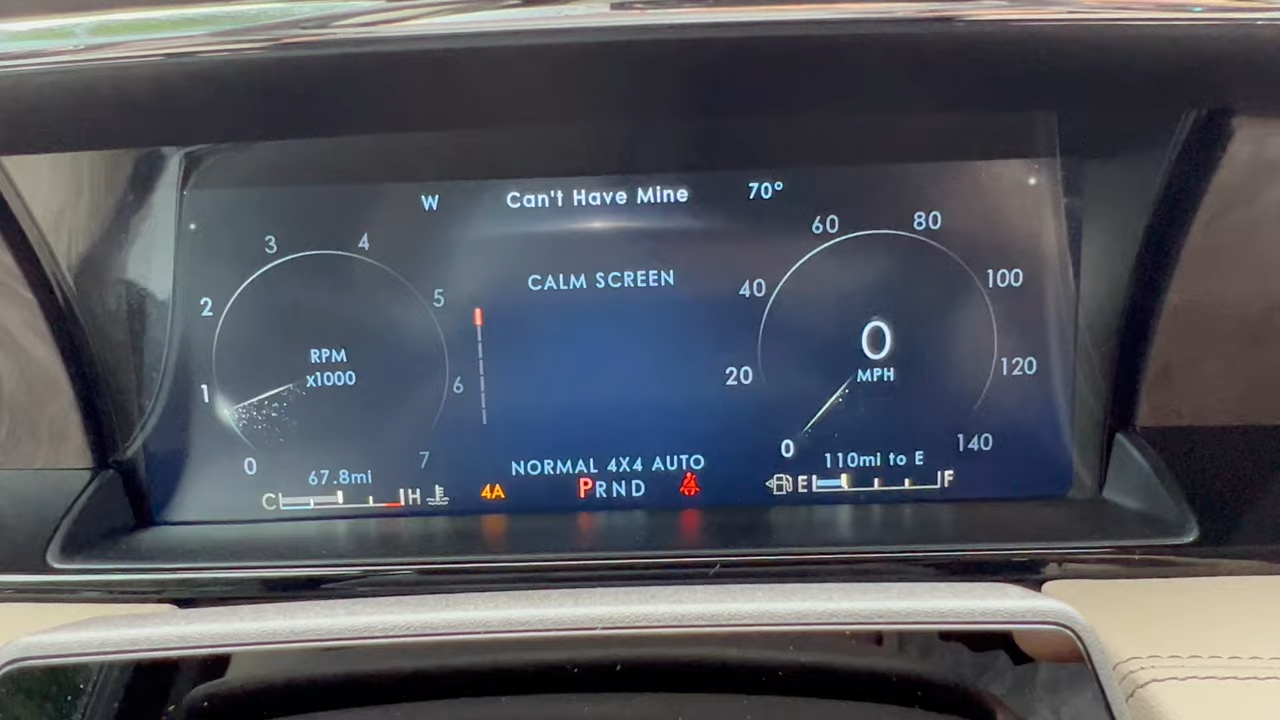 W Can't Have Mine 70°
CALM SCREEN
0 1 2 3 4 5 6 7
RPM
x1000
67.8mi
C H
NORMAL 4X4 AUTO
4A PRND
0 20 40 60 80 100 120 140
0
MPH
110mi to E
E F